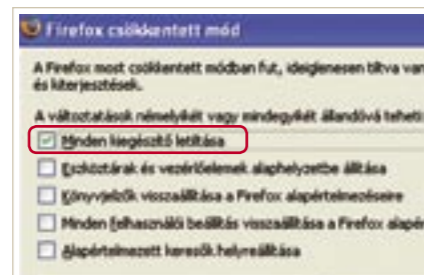 Firefox csökkentett mód
A Firefox most csökkentett módban fut, ideiglenesen tiltva van
és kiterjesztések.
A változtatások némelyikét vagy mindegyikét állandóvá teheti:
Minden kiegészítő letiltása
Eszköztárak és vezérlőelemek alaphelyzetbe állítása
Könyvjelzők visszaállítása a Firefox alapértelmezéseire
Minden felhasználói beállítás visszaállítása a Firefox alapér
Alapértelmezett keresők helyreállítása